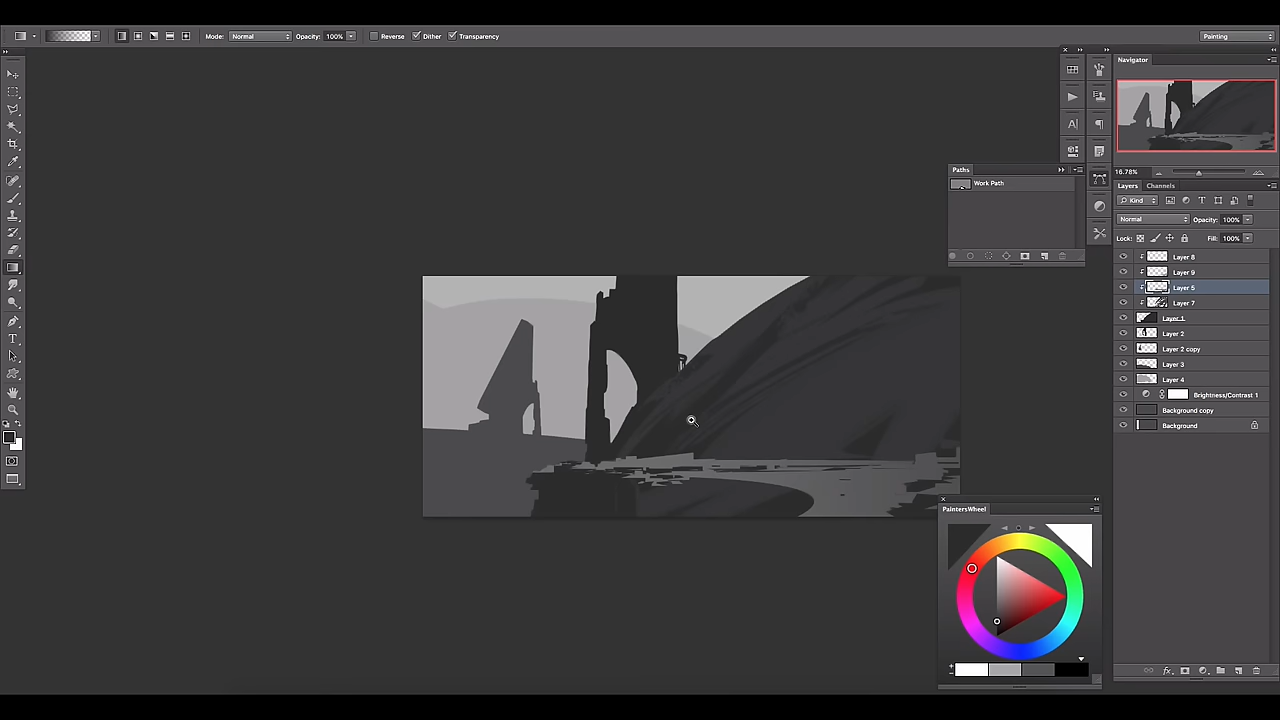 Mode: Normal Opacity: 100% Reverse Dither Transparency Painting
Navigator
16.78%
Paths
Work Path
Layers Channels
Kind
Normal Opacity: 100%
Lock: Fill: 100%
Layer 8
Layer 9
Layer 5
Layer 7
Layer 1
Layer 2
Layer 2 copy
Layer 3
Layer 4
Brightness/Contrast 1
Background copy
Background
PaintersWheel